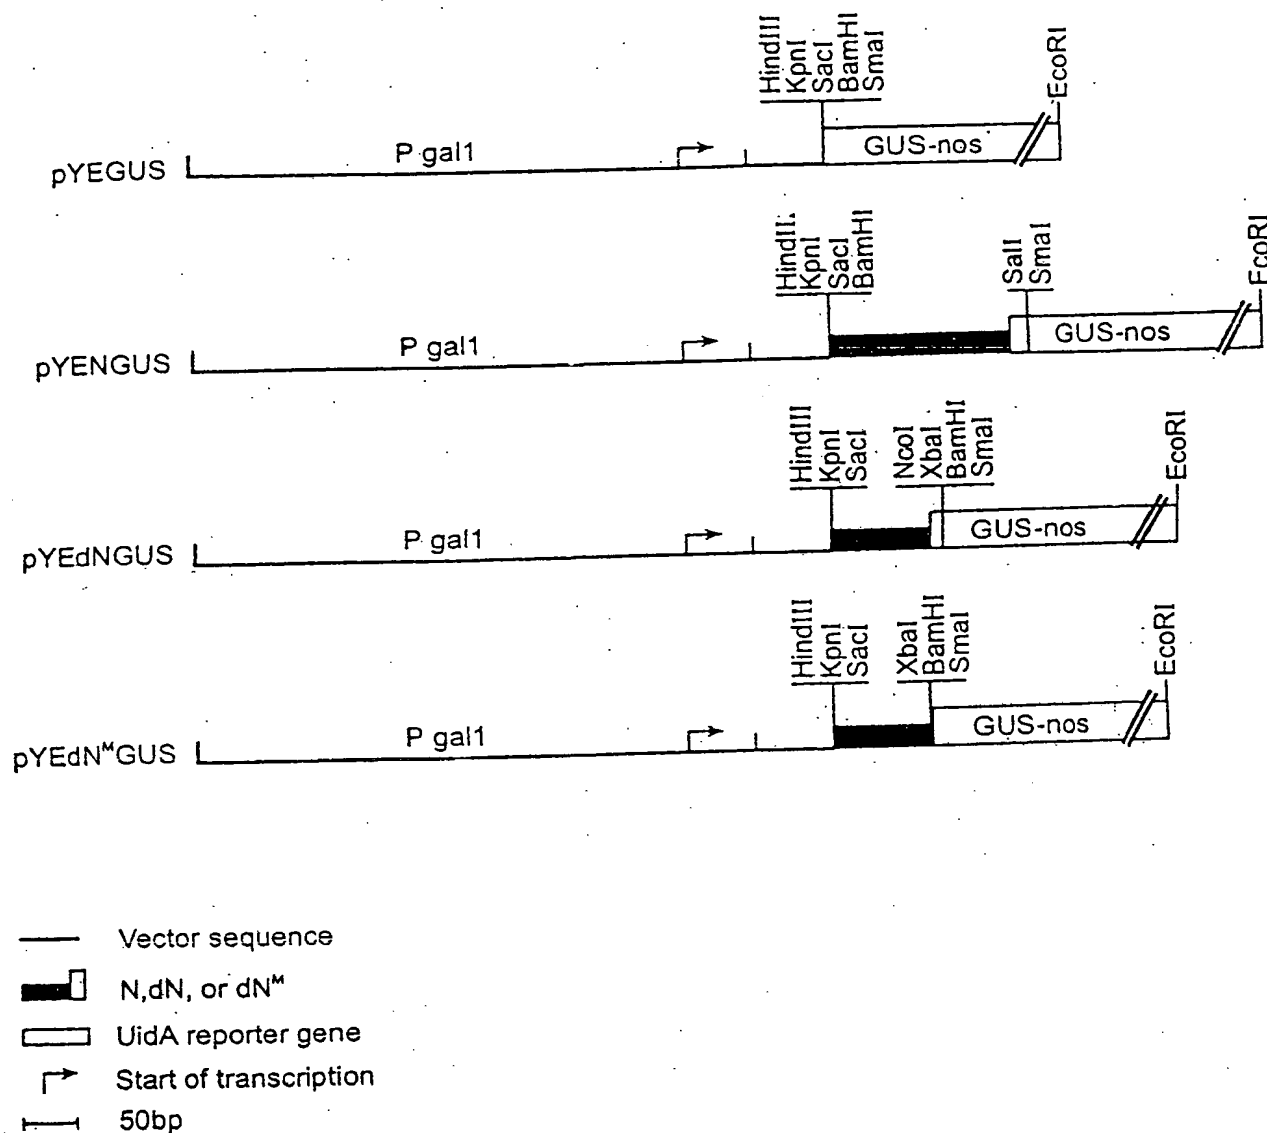 HindIII
KpnI
SacI
BamHI
SmaI
EcoRI
pYEGUS
P gal1
GUS-nos
HindII.
KpnI
SacI
BamHI
SalI
SmaI
EcoRI
pYENGUS
P gal1
GUS-nos
HindIII
KpnI
SacI
NcoI
XbaI
BamHI
SmaI
EcoRI
pYEdNGUS
P gal1
GUS-nos
HindIII
KpnI
SacI
XbaI
BamHI
SmaI
EcoRI
pYEdNᴹGUS
P gal1
GUS-nos
Vector sequence
N,dN, or dNᴹ
UidA reporter gene
Start of transcription
50bp